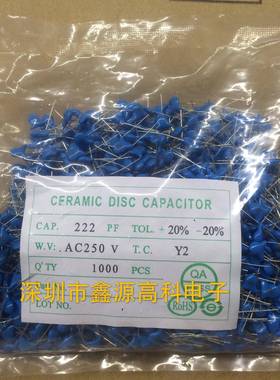 CERAMIC DISC CAPACITOR
CAP. 222 PF TOL. +20% -20%
W.V: AC250 V T.C. Y2
Q'TY 1000 PCS
深圳市鑫源高科电子
LOT NO.
QA
RoHS